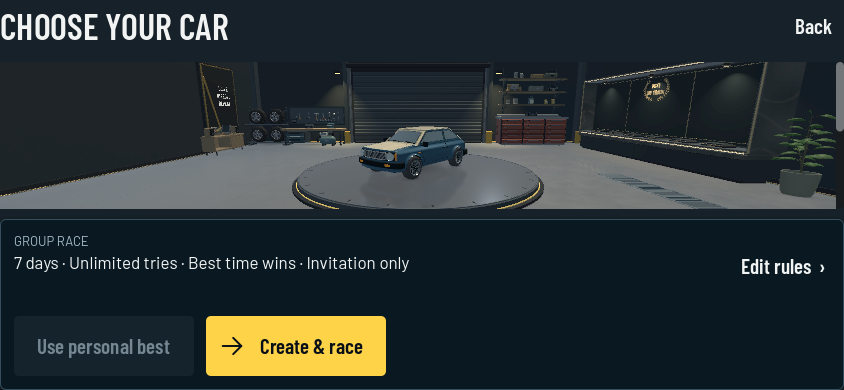 CHOOSE YOUR CAR
Back
GROUP RACE
7 days · Unlimited tries · Best time wins · Invitation only
Edit rules ›
Use personal best
Create & race